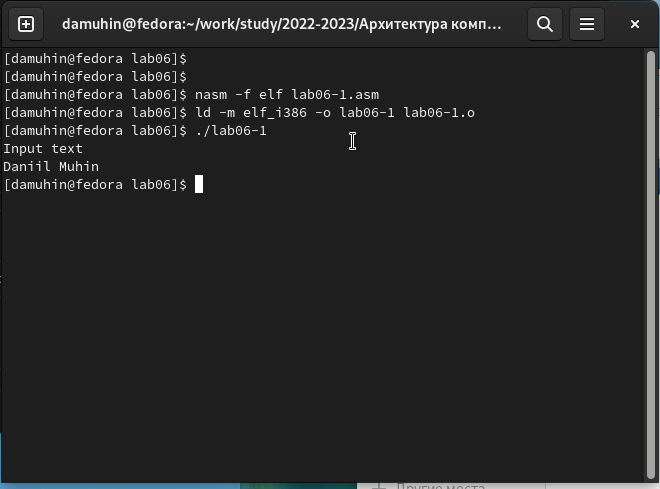 damuhin@fedora:~/work/study/2022-2023/Архитектура комп...
[damuhin@fedora lab06]$
[damuhin@fedora lab06]$
[damuhin@fedora lab06]$ nasm -f elf lab06-1.asm
[damuhin@fedora lab06]$ ld -m elf_i386 -o lab06-1 lab06-1.o
[damuhin@fedora lab06]$ ./lab06-1
Input text
Daniil Muhin
[damuhin@fedora lab06]$